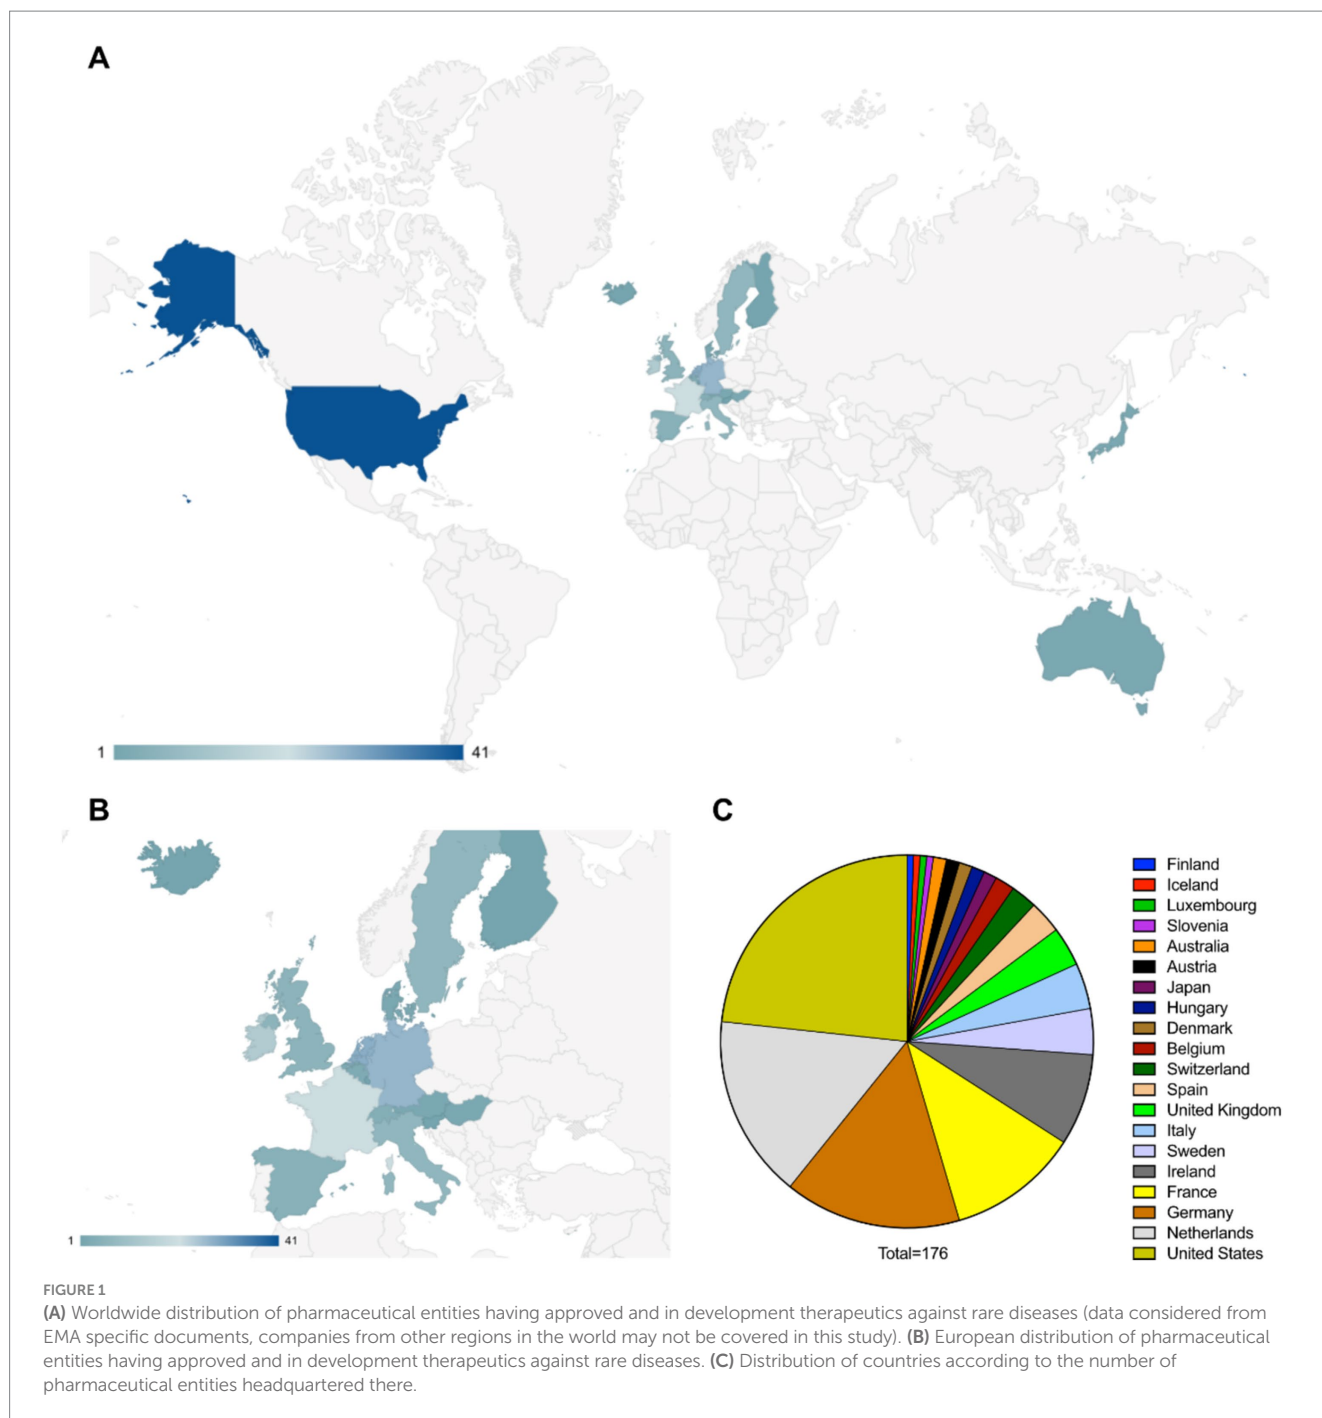 A
1
41
B
1
41
C
Finland
Iceland
Luxembourg
Slovenia
Australia
Austria
Japan
Hungary
Denmark
Belgium
Switzerland
Spain
United Kingdom
Italy
Sweden
Ireland
France
Germany
Netherlands
United States
Total=176
FIGURE 1
(A) Worldwide distribution of pharmaceutical entities having approved and in development therapeutics against rare diseases (data considered from
EMA specific documents, companies from other regions in the world may not be covered in this study). (B) European distribution of pharmaceutical
entities having approved and in development therapeutics against rare diseases. (C) Distribution of countries according to the number of
pharmaceutical entities headquartered there.